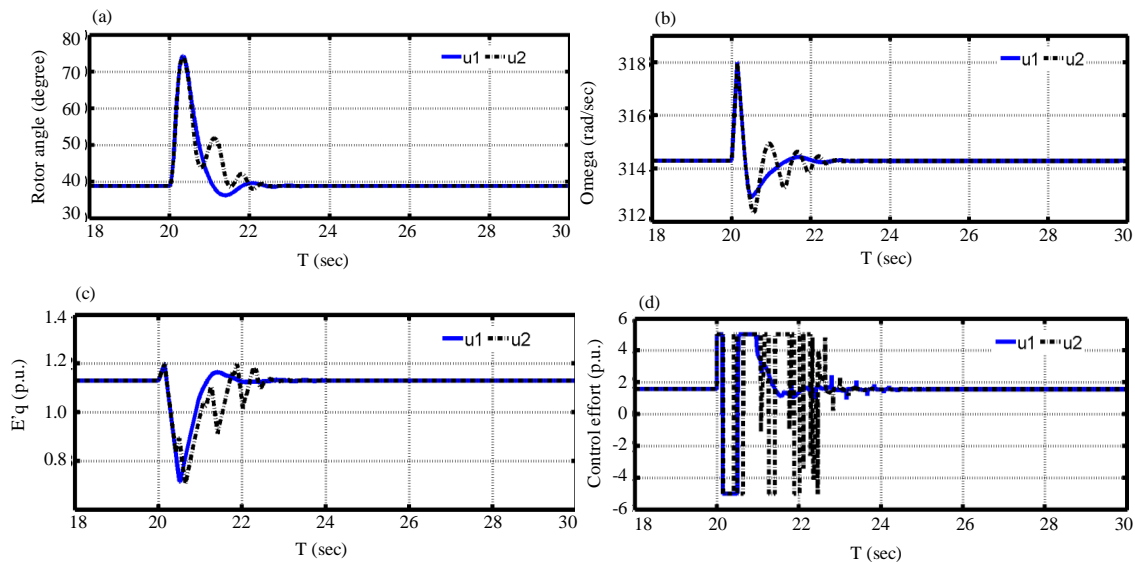 (a)
80
70
60
50
40
30
Rotor angle (degree)
u1 u2
18 20 22 24 26 28 30
T (sec)
(b)
318
316
314
312
Omega (rad/sec)
u1 u2
18 20 22 24 26 28 30
T (sec)
(c)
1.4
1.2
1.0
0.8
E'q (p.u.)
u1 u2
18 20 22 24 26 28 30
T (sec)
(d)
6
4
2
0
-2
-4
-6
Control effort (p.u.)
u1 u2
18 20 22 24 26 28 30
T (sec)